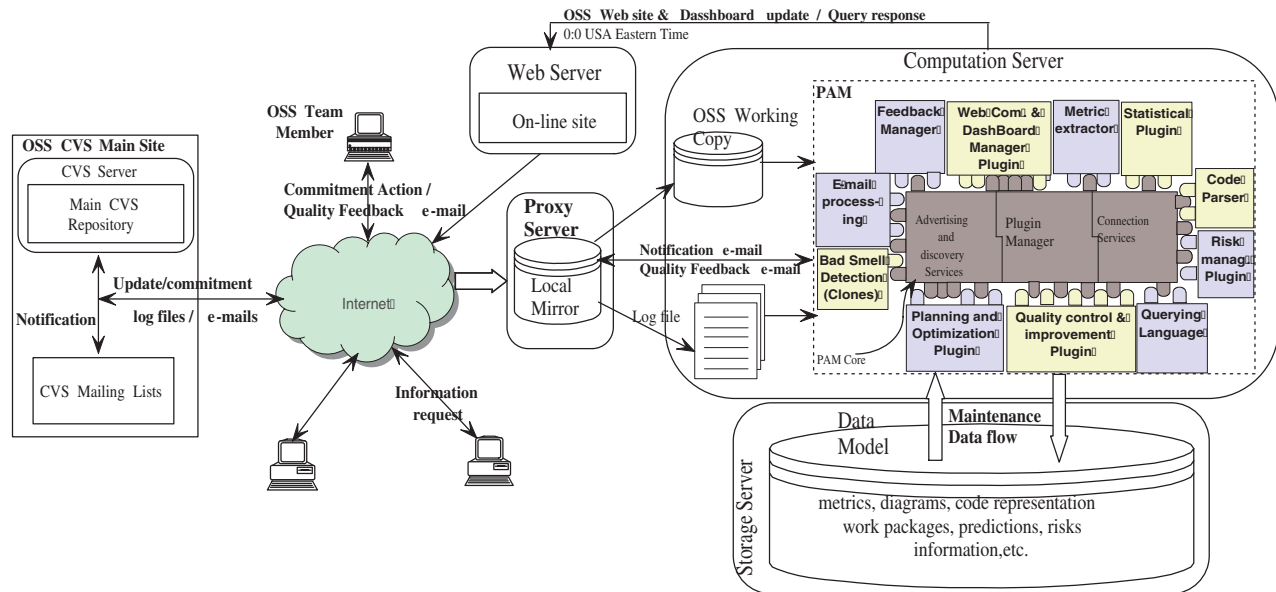 OSS Web site & Dasshboard update / Query response
0:0 USA Eastern Time
Web Server
On-line site
OSS Team
Member
Commitment Action /
Quality Feedback e-mail
OSS CVS Main Site
CVS Server
Main CVS
Repository
Notification
CVS Mailing Lists
Update/commitment
log files / e-mails
Internet
Information
request
Proxy
Server
Local
Mirror
Log file
Computation Server
OSS Working
Copy
Notification e-mail
Quality Feedback e-mail
PAM
Feedback
Manager
Web Com. &
DashBoard
Manager
Plugin
Metric
extractor
Statistical
Plugin
E-mail
process-
ing
Code
Parser
Advertising
and
discovery
Services
Plugin
Manager
Connection
Services
Bad Smell
Detection
(Clones)
Risk
manag.
Plugin
PAM Core
Planning and
Optimization
Plugin
Quality control &
improvement
Plugin
Querying
Language
Data
Model
Maintenance
Data flow
Storage Server
metrics, diagrams, code representation
work packages, predictions, risks
information,etc.